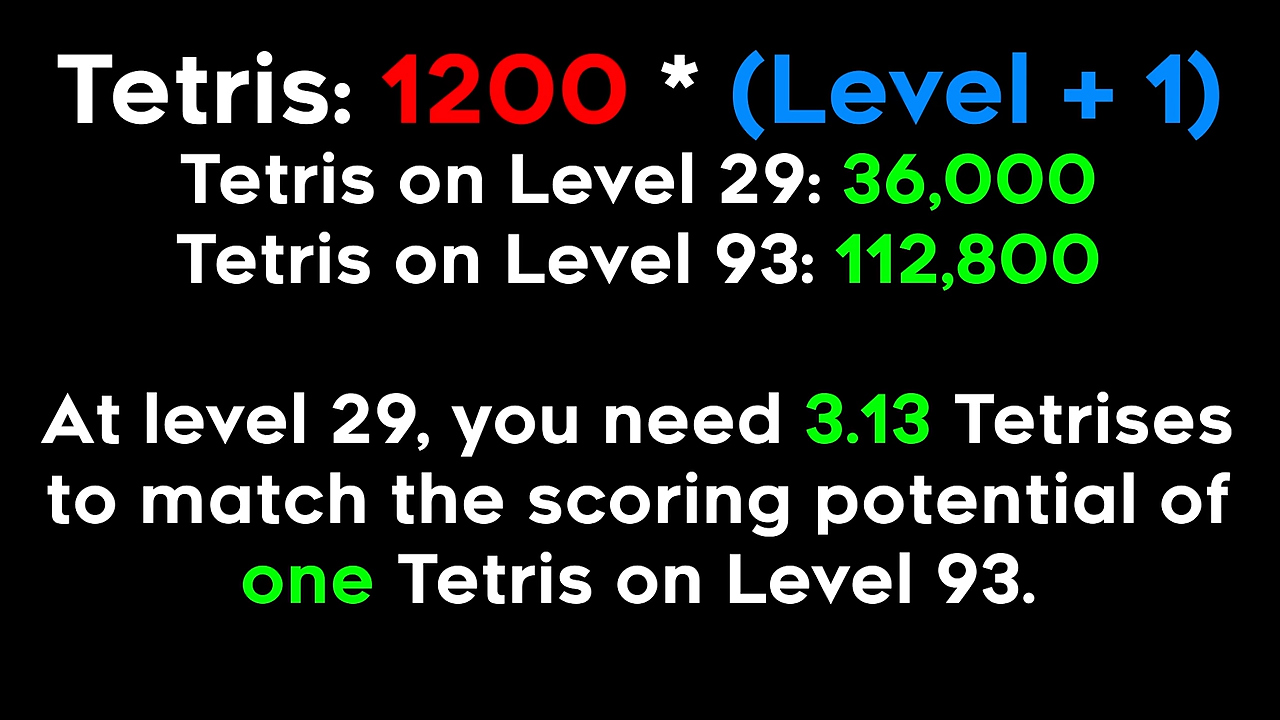 Tetris: 1200 * (Level + 1)
Tetris on Level 29: 36,000
Tetris on Level 93: 112,800
At level 29, you need 3.13 Tetrises
to match the scoring potential of
one Tetris on Level 93.